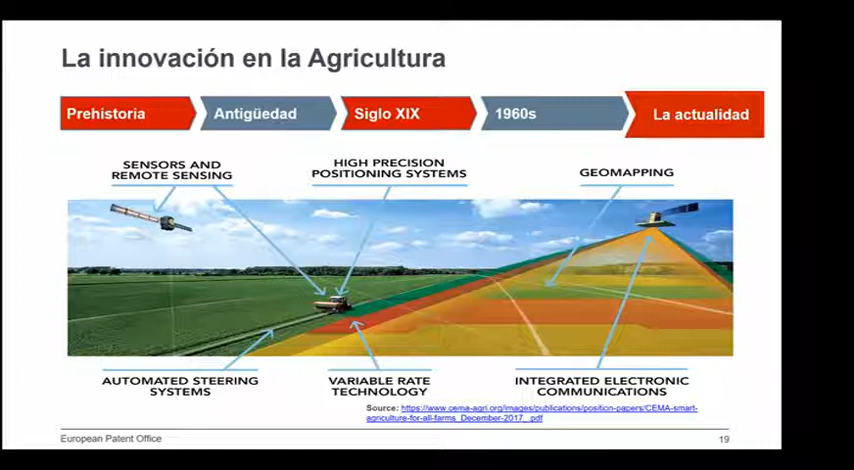 La innovación en la Agricultura
Prehistoria
Antigüedad
Siglo XIX
1960s
La actualidad
SENSORS AND
REMOTE SENSING
HIGH PRECISION
POSITIONING SYSTEMS
GEOMAPPING
AUTOMATED STEERING
SYSTEMS
VARIABLE RATE
TECHNOLOGY
INTEGRATED ELECTRONIC
COMMUNICATIONS
Source: https://www.cema-agri.org/images/publications/position-papers/CEMA-smart-
agriculture-for-all-farms_December-2017_.pdf
European Patent Office
19